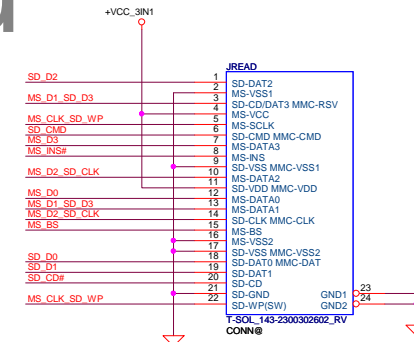 +VCC_3IN1
JREAD
SD_D2 1 SD-DAT2
2 MS-VSS1
MS_D1_SD_D3 3 SD-CD/DAT3 MMC-RSV
4 MS-VCC
MS_CLK_SD_WP 5 MS-SCLK
SD_CMD 6 SD-CMD MMC-CMD
MS_D3 7 MS-DATA3
MS_INS# 8 MS-INS
9 SD-VSS MMC-VSS1
MS_D2_SD_CLK 10 MS-DATA2
11 SD-VDD MMC-VDD
MS_D0 12 MS-DATA0
MS_D1_SD_D3 13 MS-DATA1
MS_D2_SD_CLK 14 SD-CLK MMC-CLK
MS_BS 15 MS-BS
16 MS-VSS2
17 SD-VSS MMC-VSS2
SD_D0 18 SD-DAT0 MMC-DAT
SD_D1 19 SD-DAT1
SD_CD# 20 SD-CD
21 SD-GND GND1 23
MS_CLK_SD_WP 22 SD-WP(SW) GND2 24
T-SOL_143-2300302602_RV
CONN@